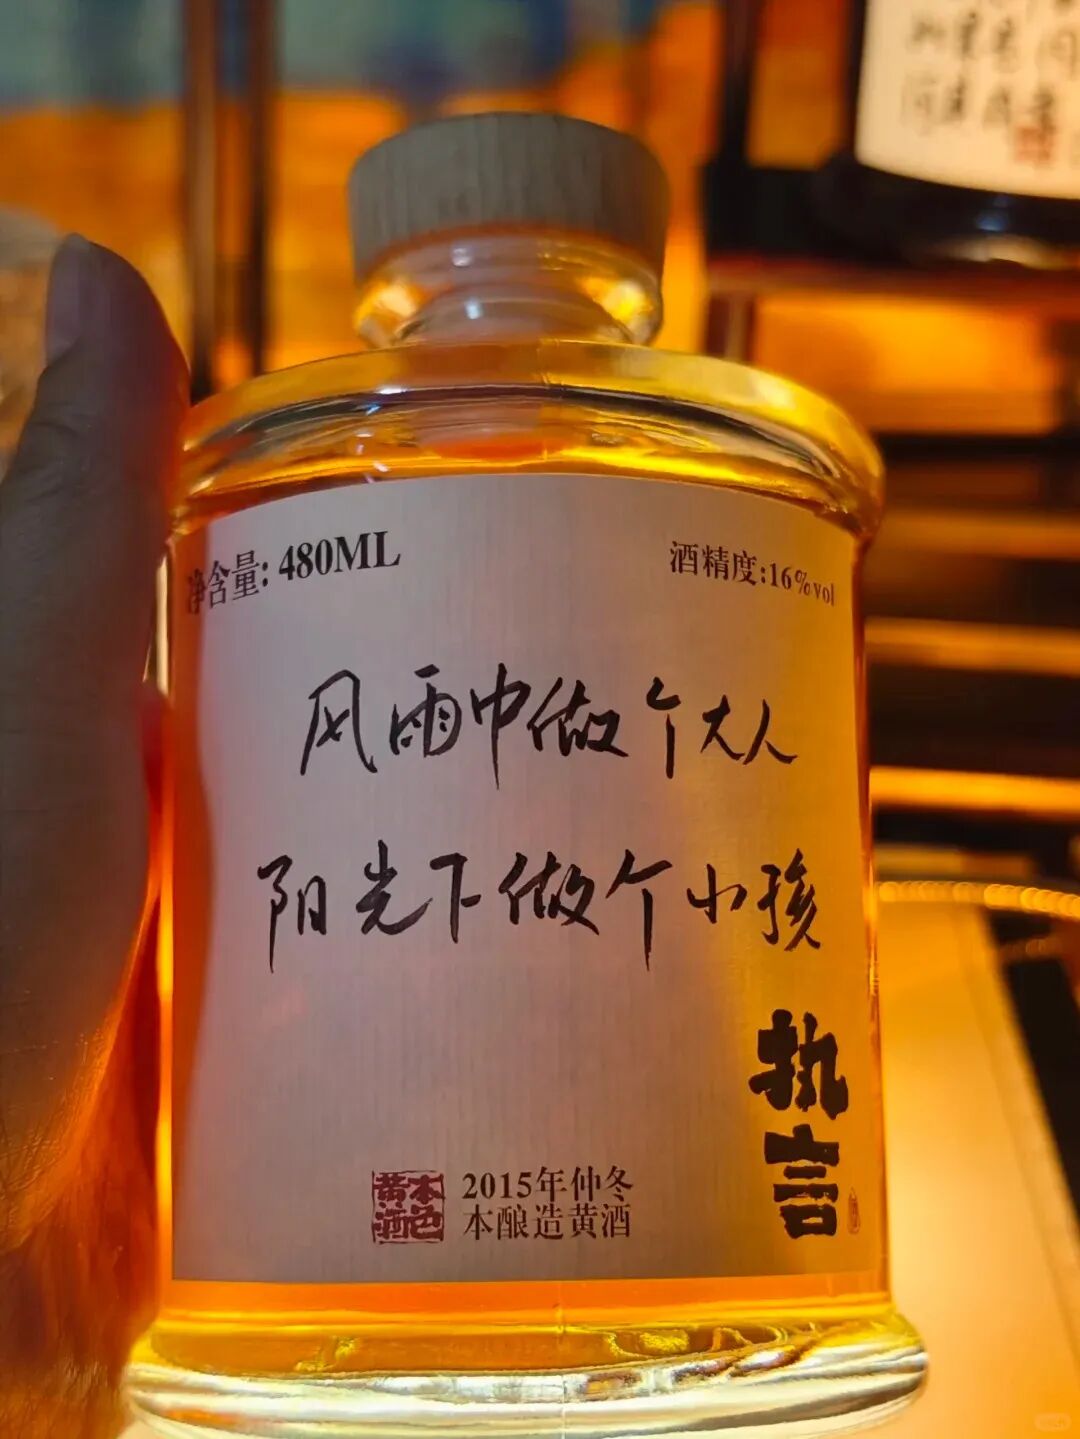 净含量: 480ML
酒精度:16%vol
风雨中做个大人
阳光下做个小孩
执言
本色黄酒
2015年仲冬
本酿造黄酒